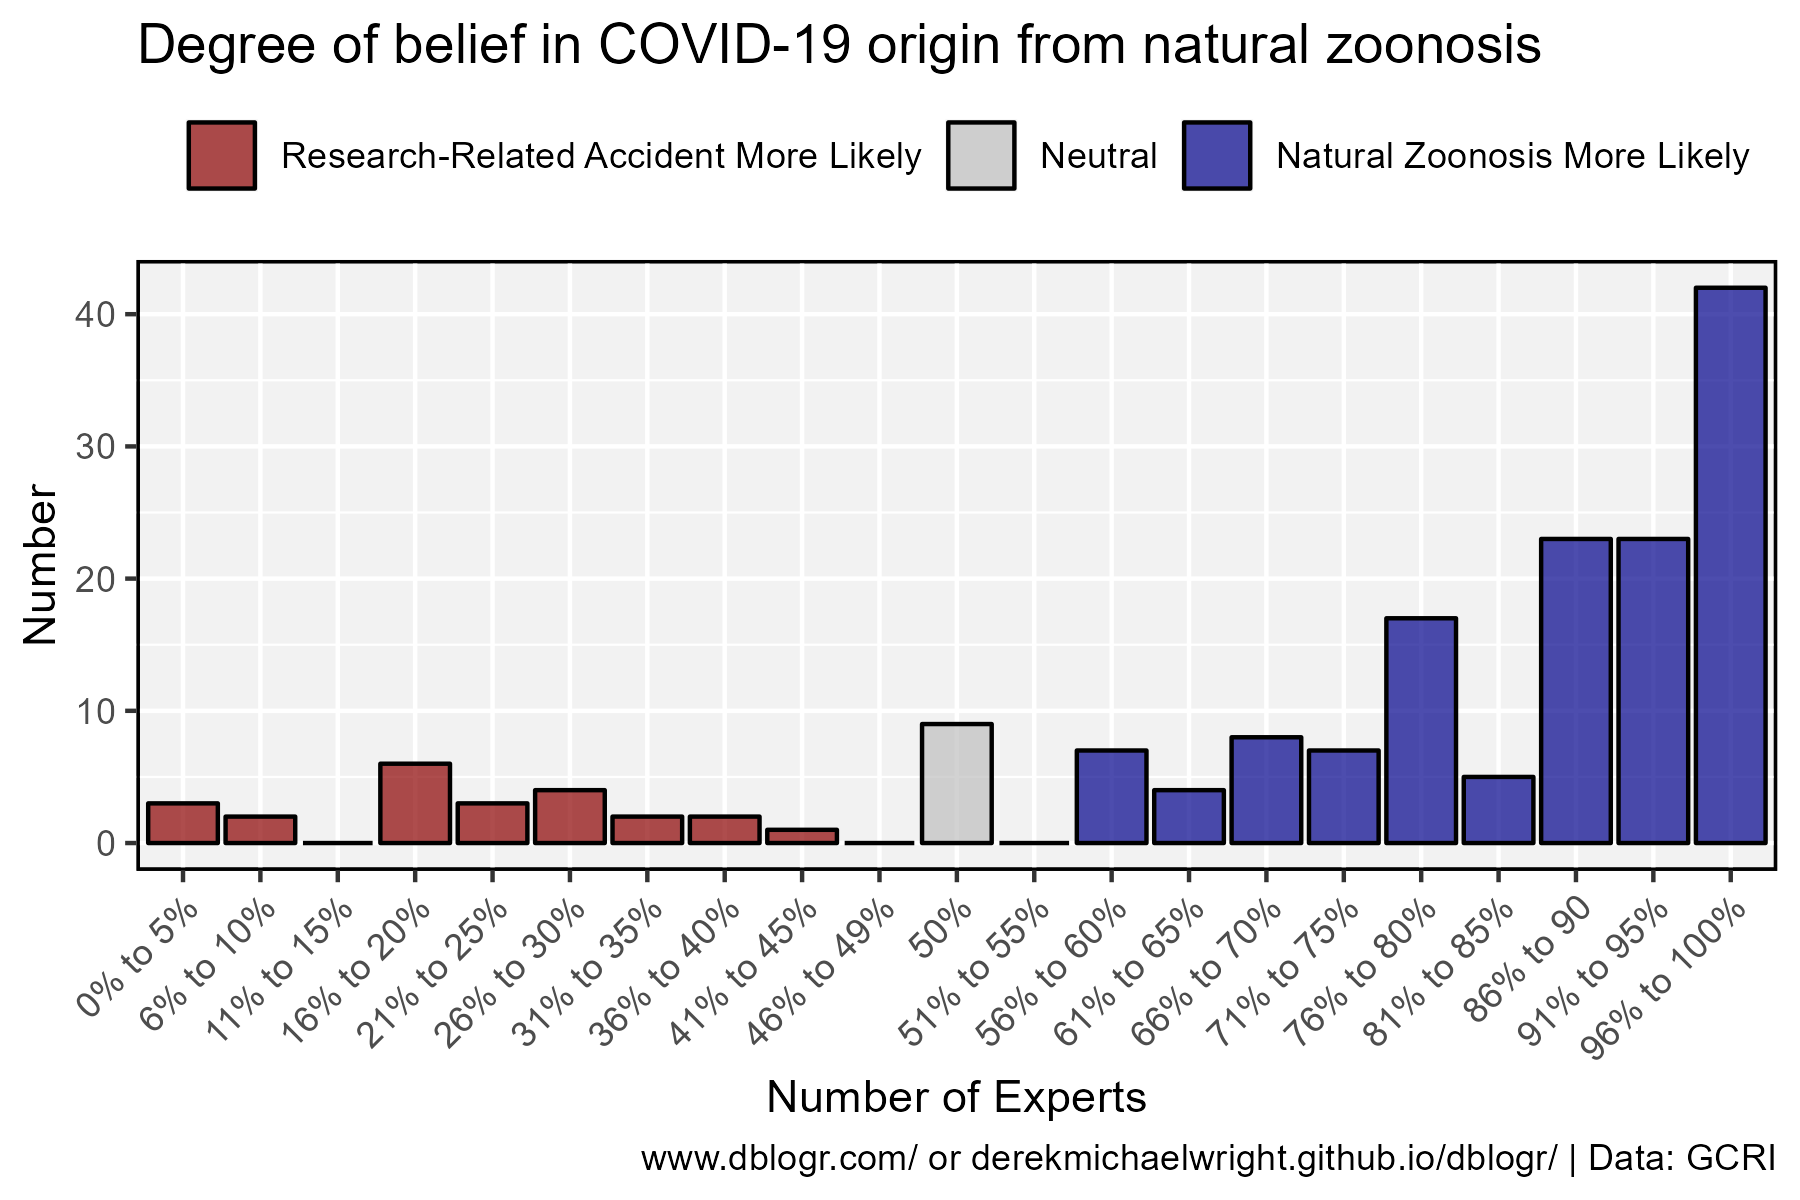 Degree of belief in COVID-19 origin from natural zoonosis
Research-Related Accident More Likely Neutral Natural Zoonosis More Likely
Number
40
30
20
10
0
0% to 5%
6% to 10%
11% to 15%
16% to 20%
21% to 25%
26% to 30%
31% to 35%
36% to 40%
41% to 45%
46% to 49%
50%
51% to 55%
56% to 60%
61% to 65%
66% to 70%
71% to 75%
76% to 80%
81% to 85%
86% to 90
91% to 95%
96% to 100%
Number of Experts
www.dblogr.com/ or derekmichaelwright.github.io/dblogr/ | Data: GCRI